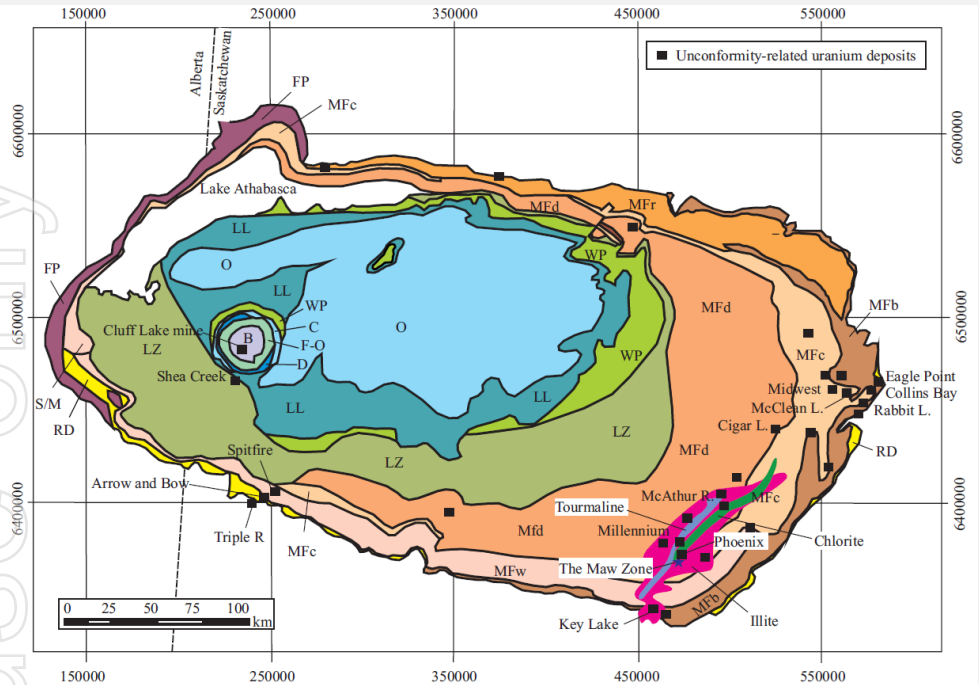 150000 250000 350000 450000 550000
Unconformity-related uranium deposits
Alberta
Saskatchewan
FP
MFc
6600000
6600000
Lake Athabasca
MFd
MFr
LL
WP
O
FP
LL
MFd
WP
MFb
6500000
6500000
C
Cluff Lake mine
B
O
F-O
MFc
LZ
WP
D
Shea Creek
Eagle Point
Midwest
Collins Bay
S/M
LL
LL
McClean L.
Rabbit L.
RD
Cigar L.
LZ
Spitfire
MFd
RD
LZ
Arrow and Bow
McAthur R.
MFc
6400000
6400000
Tourmaline
Triple R
MFc
Mfd
Millennium
Phoenix
Chlorite
MFw
The Maw Zone
0 25 50 75 100
km
MFb
Key Lake
Illite
150000 250000 350000 450000 550000